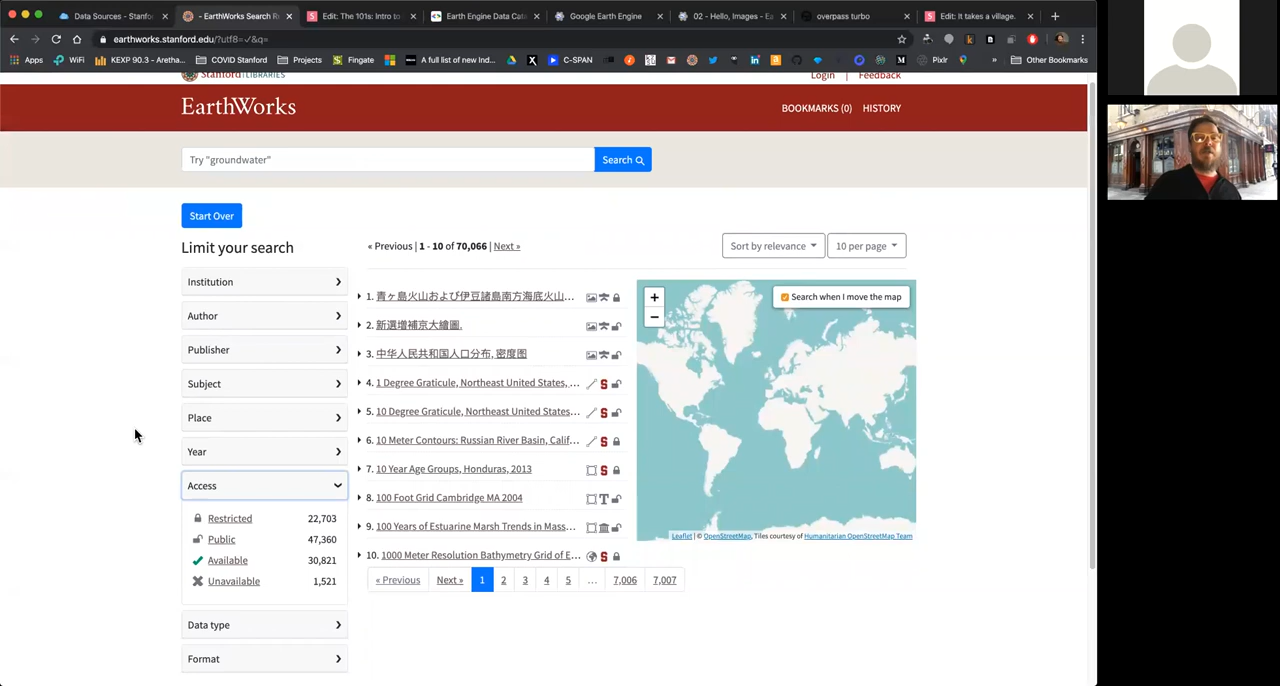 Data Sources - Stanfo
- EarthWorks Search R
Edit: The 101s: Intro to
Earth Engine Data Cat
Google Earth Engine
02 - Hello, Images - Ea
overpass turbo
Edit: It takes a village.
earthworks.stanford.edu/?utf8=✓&q=
Apps
WiFi
KEXP 90.3 - Aretha...
COVID Stanford
Projects
Fingate
A full list of new Ind...
C-SPAN
Pixlr
»
Other Bookmarks
Stanford LIBRARIES
Login
Feedback
EarthWorks
BOOKMARKS (0)
HISTORY
Try "groundwater"
Search
Start Over
Limit your search
« Previous | 1 - 10 of 70,066 | Next »
Sort by relevance
10 per page
Institution
Author
Publisher
Subject
Place
Year
Access
Restricted 22,703
Public 47,360
Available 30,821
Unavailable 1,521
Data type
Format
1. 青ヶ島火山および伊豆諸島南方海底火山...
2. 新選増補京大繪圖.
3. 中华人民共和国人口分布, 密度图
4. 1 Degree Graticule, Northeast United States, ...
5. 10 Degree Graticule, Northeast United States...
6. 10 Meter Contours: Russian River Basin, Calif...
7. 10 Year Age Groups, Honduras, 2013
8. 100 Foot Grid Cambridge MA 2004
9. 100 Years of Estuarine Marsh Trends in Mass...
10. 1000 Meter Resolution Bathymetry Grid of E...
« Previous
Next »
1
2
3
4
5
...
7,006
7,007
+
−
Search when I move the map
Leaflet | © OpenStreetMap, Tiles courtesy of Humanitarian OpenStreetMap Team